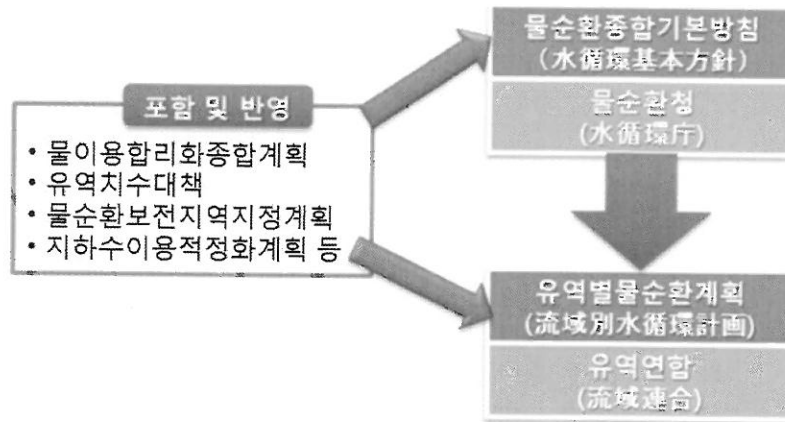 포함 및 반영
• 물이용합리화종합계획
• 유역치수대책
• 물순환보전지역지정계획
• 지하수이용적정화계획 등
물순환종합기본방침
(水循環基本方針)
물순환청
(水循環庁)
유역별물순환계획
(流域別水循環計画)
유역연합
(流域連合)